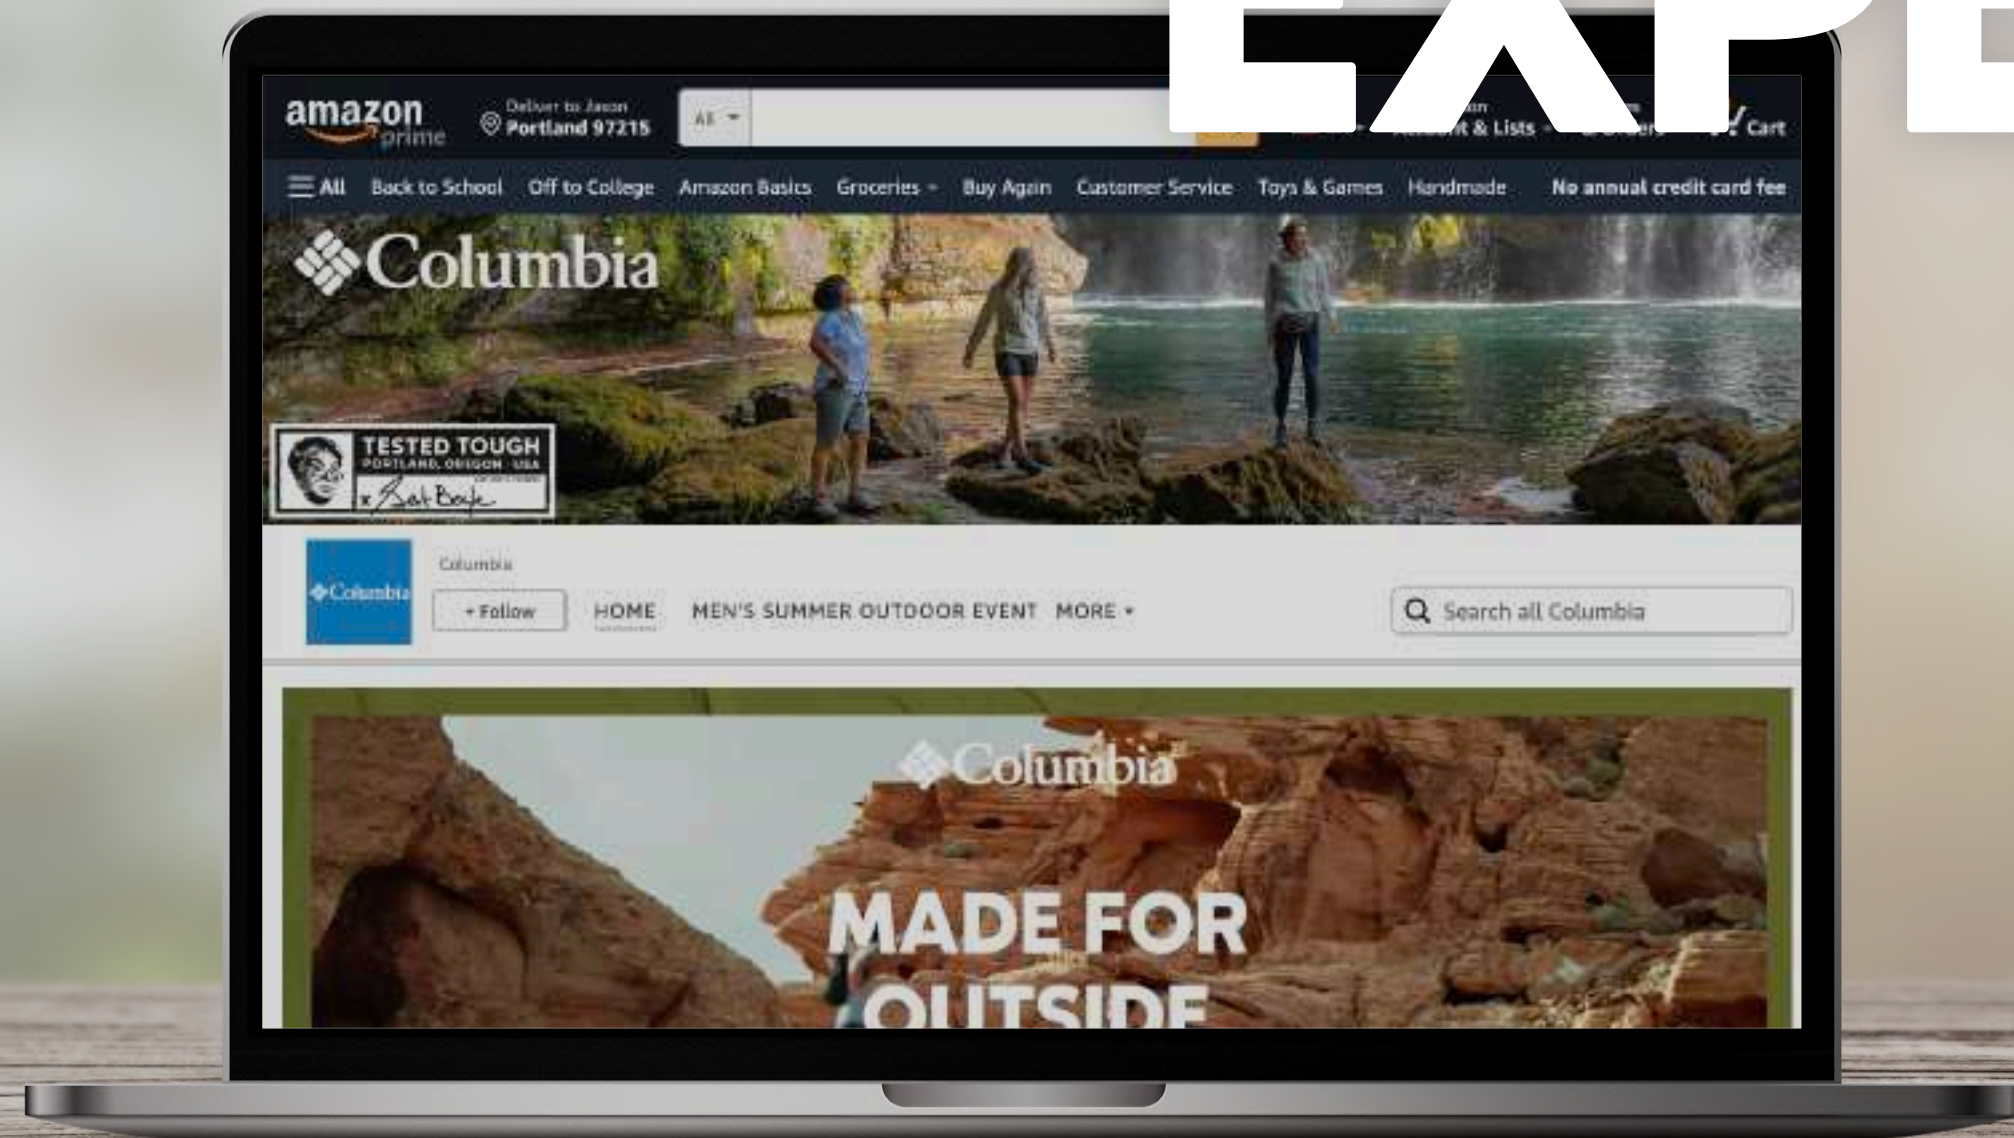 EXPE
amazon prime
Deliver to Jason
Portland 97215
All
Account & Lists
Cart
All Back to School Off to College Amazon Basics Groceries Buy Again Customer Service Toys & Games Handmade No annual credit card fee
Columbia
TESTED TOUGH
PORTLAND, OREGON USA
Columbia
Columbia
+ Follow
HOME MEN'S SUMMER OUTDOOR EVENT MORE
Search all Columbia
Columbia
MADE FOR
OUTSIDE